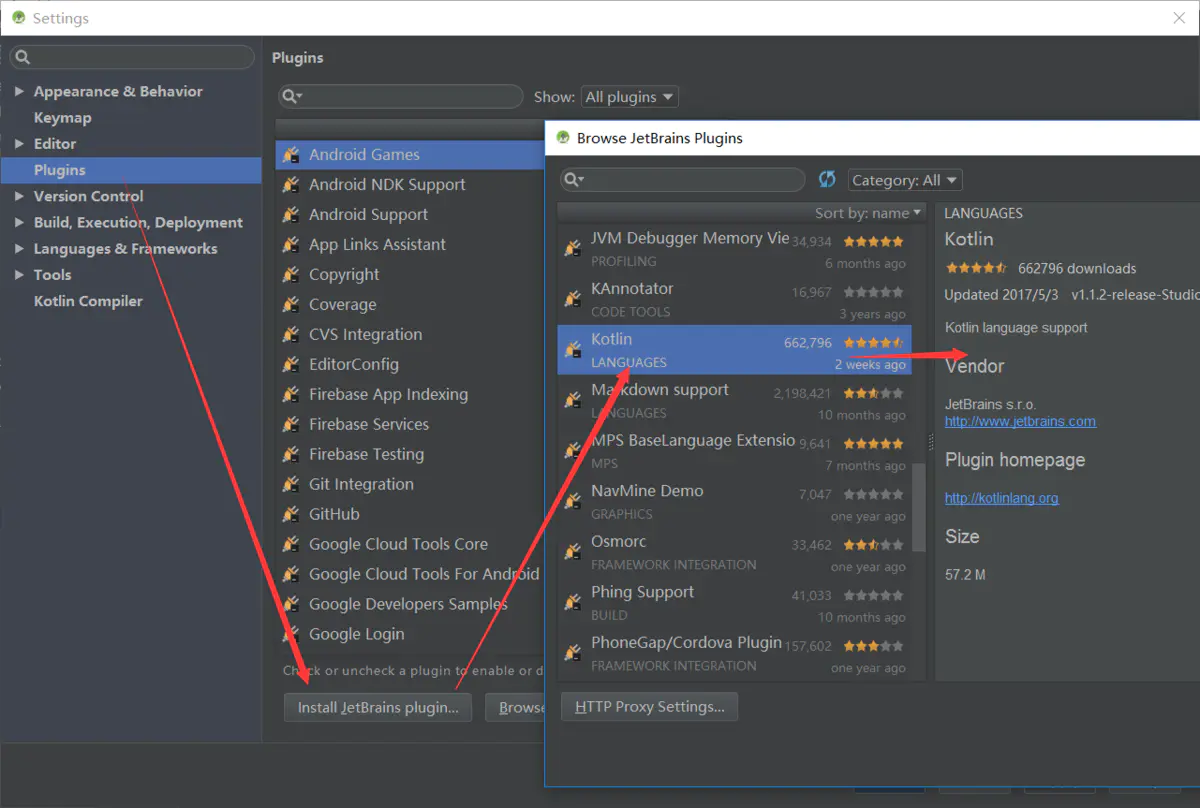 Settings
Appearance & Behavior
Keymap
Editor
Plugins
Version Control
Build, Execution, Deployment
Languages & Frameworks
Tools
Kotlin Compiler
Plugins
Show: All plugins
Android Games
Android NDK Support
Android Support
App Links Assistant
Copyright
Coverage
CVS Integration
EditorConfig
Firebase App Indexing
Firebase Services
Firebase Testing
Git Integration
GitHub
Google Cloud Tools Core
Google Cloud Tools For Android
Google Developers Samples
Google Login
Check or uncheck a plugin to enable or d
Install JetBrains plugin...
Browse
Browse JetBrains Plugins
Category: All
Sort by: name
JVM Debugger Memory Vie 34,934
PROFILING 6 months ago
KAnnotator 16,967
CODE TOOLS 3 years ago
Kotlin 662,796
LANGUAGES 2 weeks ago
Markdown support 2,198,421
LANGUAGES 10 months ago
MPS BaseLanguage Extensio 9,641
MPS 7 months ago
NavMine Demo 7,047
GRAPHICS one year ago
Osmorc 33,462
FRAMEWORK INTEGRATION one year ago
Phing Support 41,033
BUILD 10 months ago
PhoneGap/Cordova Plugin 157,602
FRAMEWORK INTEGRATION one year ago
HTTP Proxy Settings...
LANGUAGES
Kotlin
662796 downloads
Updated 2017/5/3 v1.1.2-release-Studio
Kotlin language support
Vendor
JetBrains s.r.o.
http://www.jetbrains.com
Plugin homepage
http://kotlinlang.org
Size
57.2 M